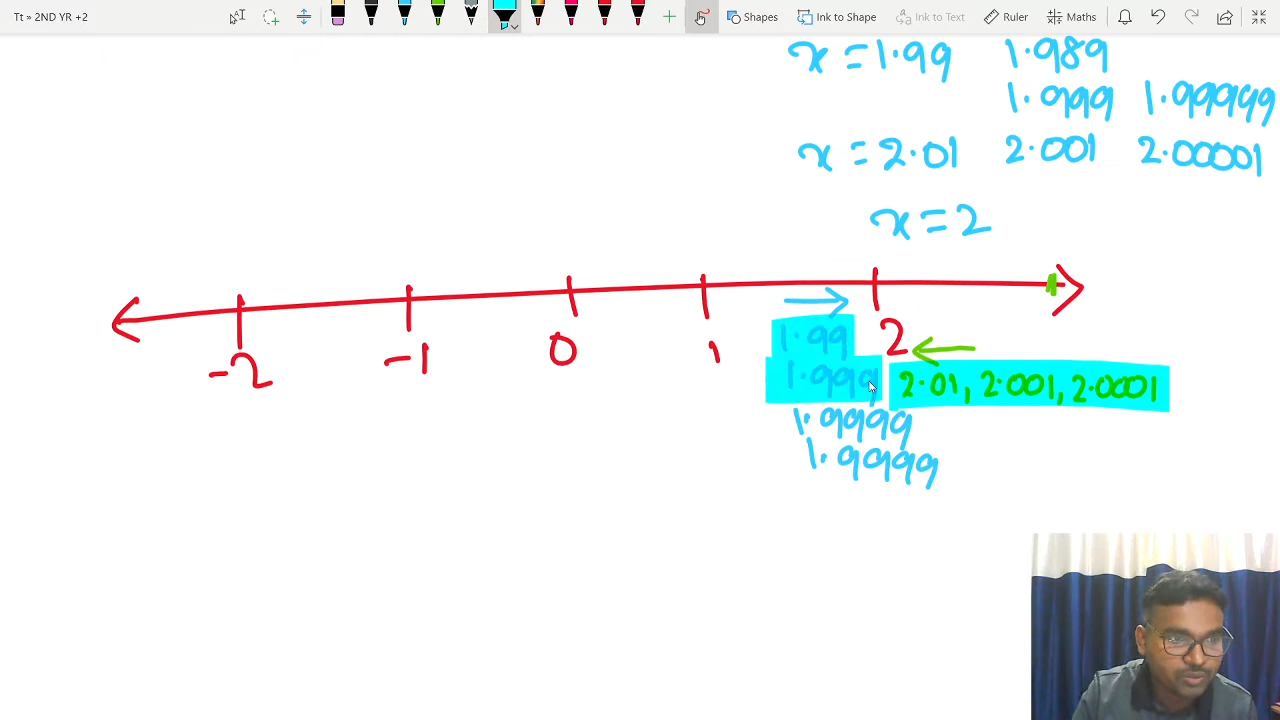 Tt » 2ND YR +2
Shapes
Ink to Shape
Ink to Text
Ruler
Maths
x = 1.99 1.989
1.999 1.99999
x = 2.01 2.001 2.00001
x = 2
-2 -1 0 1 2
1.99
1.999 2.01, 2.001, 2.0001
1.9999
1.9999